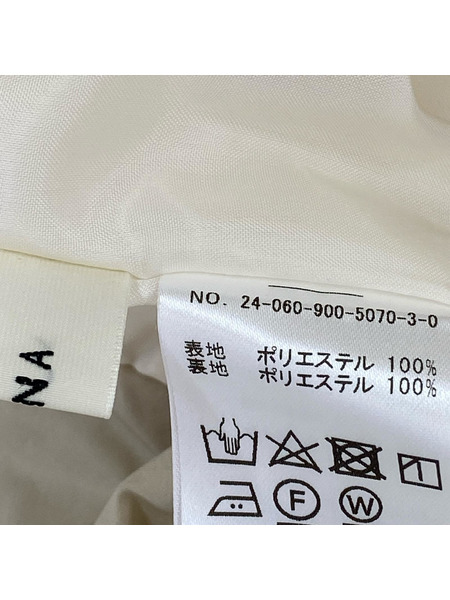 NA
NO. 24-060-900-5070-3-0
表地 ポリエステル 100%
裏地 ポリエステル 100%
F
W